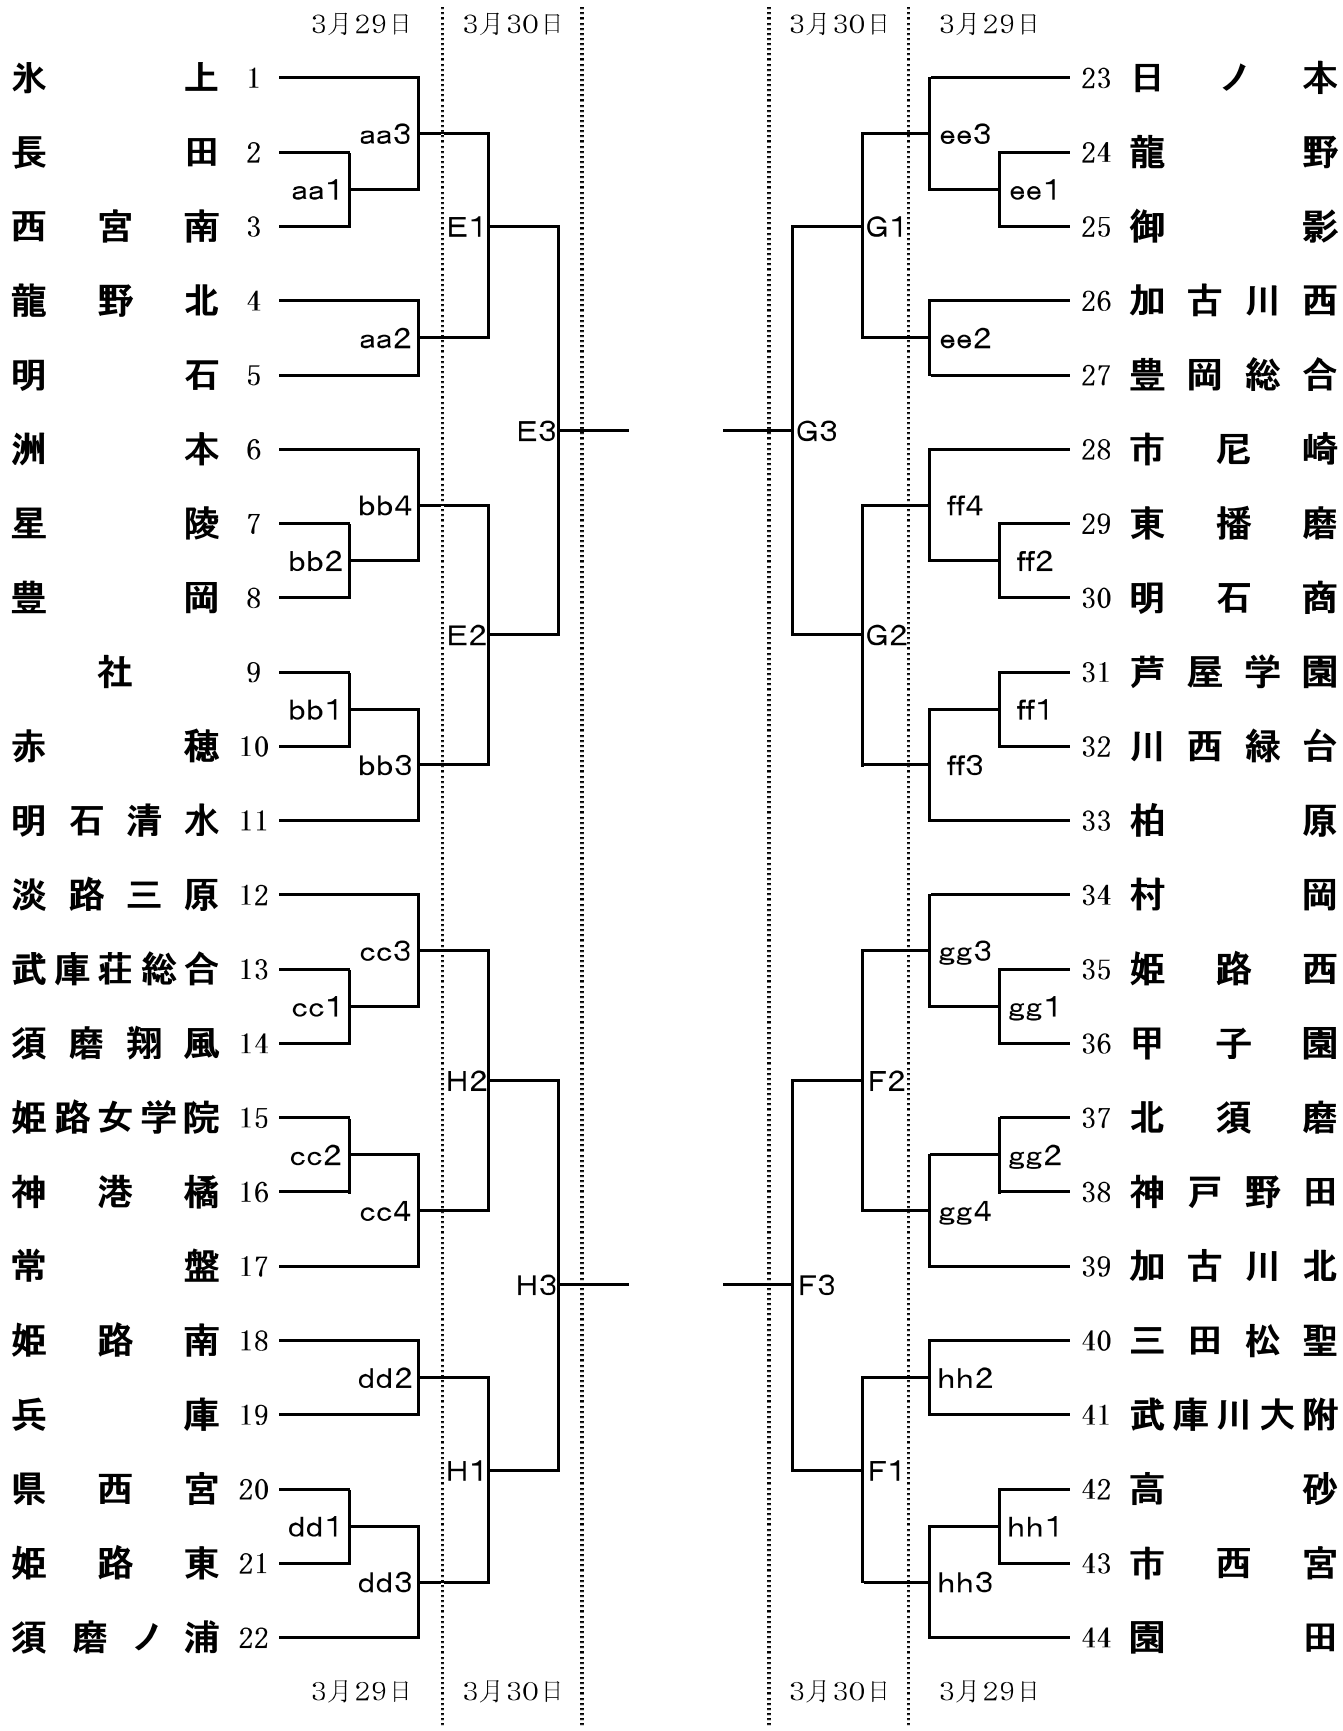 3月29日 3月30日 3月30日 3月29日
氷上 1 23 日ノ本
aa3 ee3
長田 2 24 龍野
aa1 ee1
西宮南 3 E1 G1 25 御影
龍野北 4 26 加古川西
aa2 ee2
明石 5 27 豊岡総合
E3 G3
洲本 6 28 市尼崎
bb4 ff4
星陵 7 29 東播磨
bb2 ff2
豊岡 8 30 明石商
E2 G2
社 9 31 芦屋学園
bb1 ff1
赤穂 10 32 川西緑台
bb3 ff3
明石清水 11 33 柏原
淡路三原 12 34 村岡
cc3 gg3
武庫荘総合 13 35 姫路西
cc1 gg1
須磨翔風 14 36 甲子園
H2 F2
姫路女学院 15 37 北須磨
cc2 gg2
神港橘 16 38 神戸野田
cc4 gg4
常盤 17 39 加古川北
H3 F3
姫路南 18 40 三田松聖
dd2 hh2
兵庫 19 41 武庫川大附
H1 F1
県西宮 20 42 高砂
dd1 hh1
姫路東 21 43 市西宮
dd3 hh3
須磨ノ浦 22 44 園田
3月29日 3月30日 3月30日 3月29日